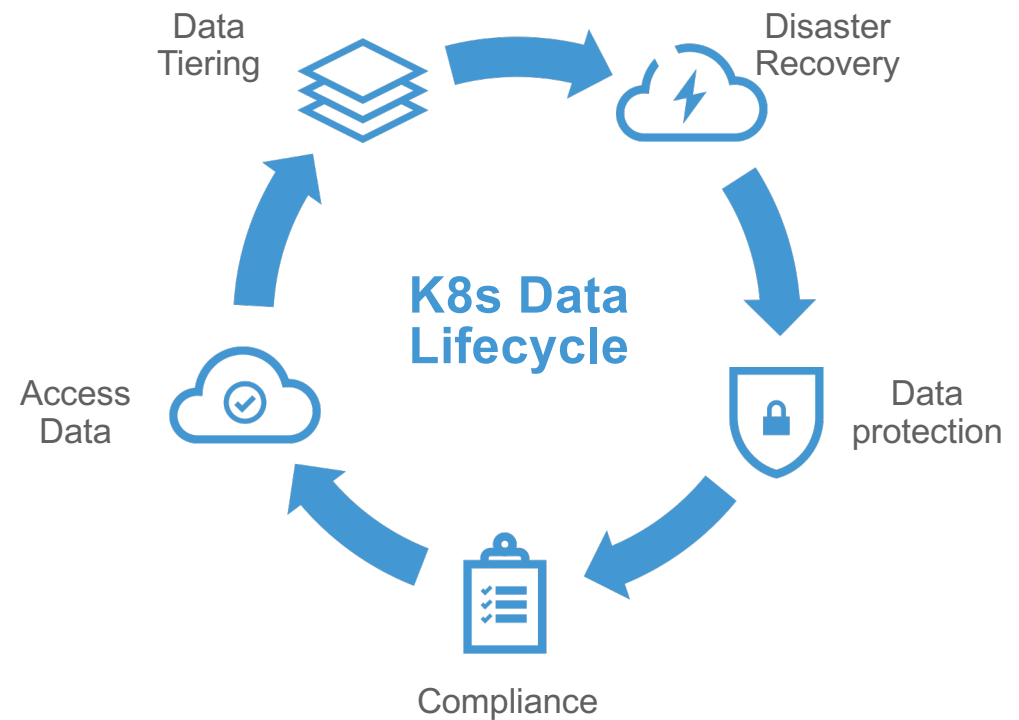 Data
Tiering
Disaster
Recovery
K8s Data
Lifecycle
Access
Data
Data
protection
Compliance